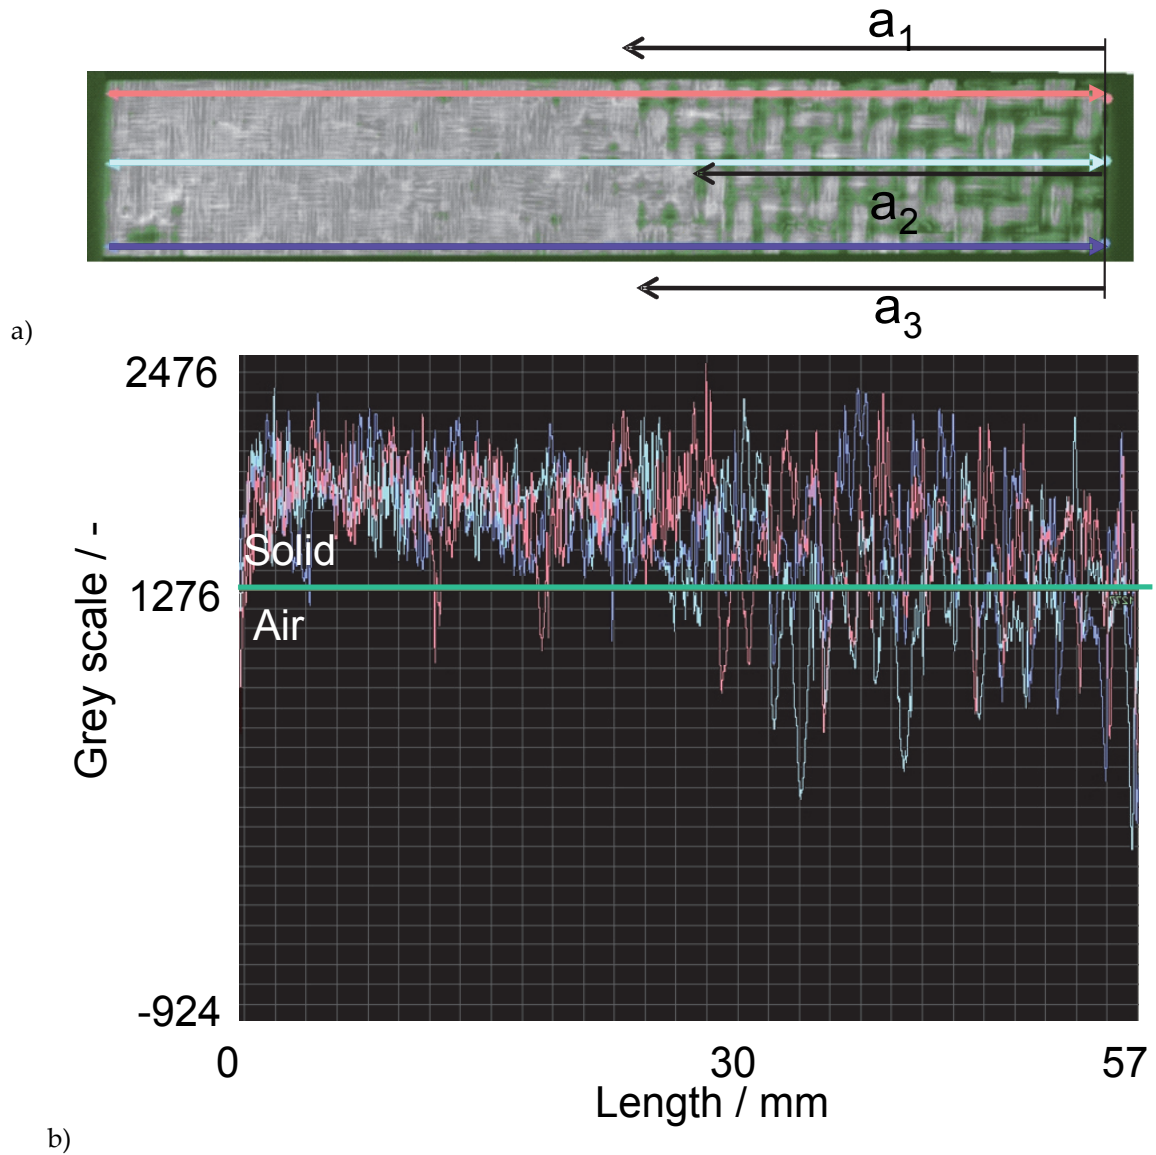 a1
a2
a3
a)
2476
Solid
1276
Air
Grey scale / -
-924
0 30 57
Length / mm
b)